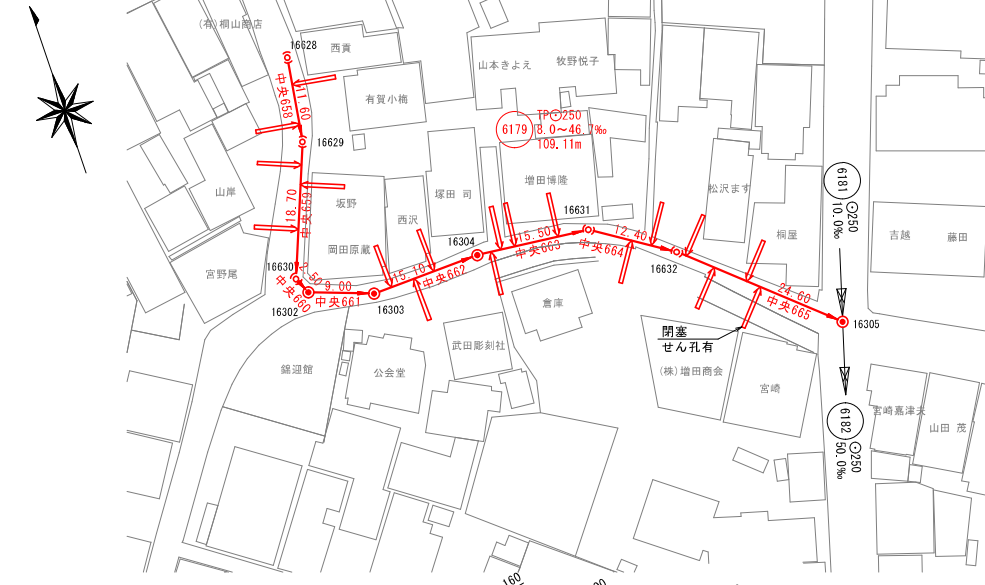 (有)桐山商店
16628
西貴
山本きよえ
牧野悦子
中央658
11.60
有賀小梅
TP⊙250
6179
8.0～46.7‰
109.11m
16629
山岸
18.70
中央659
坂野
塚田 司
増田博隆
松沢ます
6181
⊙250
10.0‰
西沢
16631
岡田原蔵
16304
15.50
中央663
12.40
中央664
桐屋
吉越
藤田
宮野尾
16630
2.50
中央660
9.00
中央661
15.10
中央662
16632
24.60
中央665
16302
16303
倉庫
16305
閉塞
せん孔有
武田彫刻社
錦迎館
公会堂
(株)増田商会
宮崎
6182
⊙250
50.0‰
宮崎嘉津夫
山田 茂
160